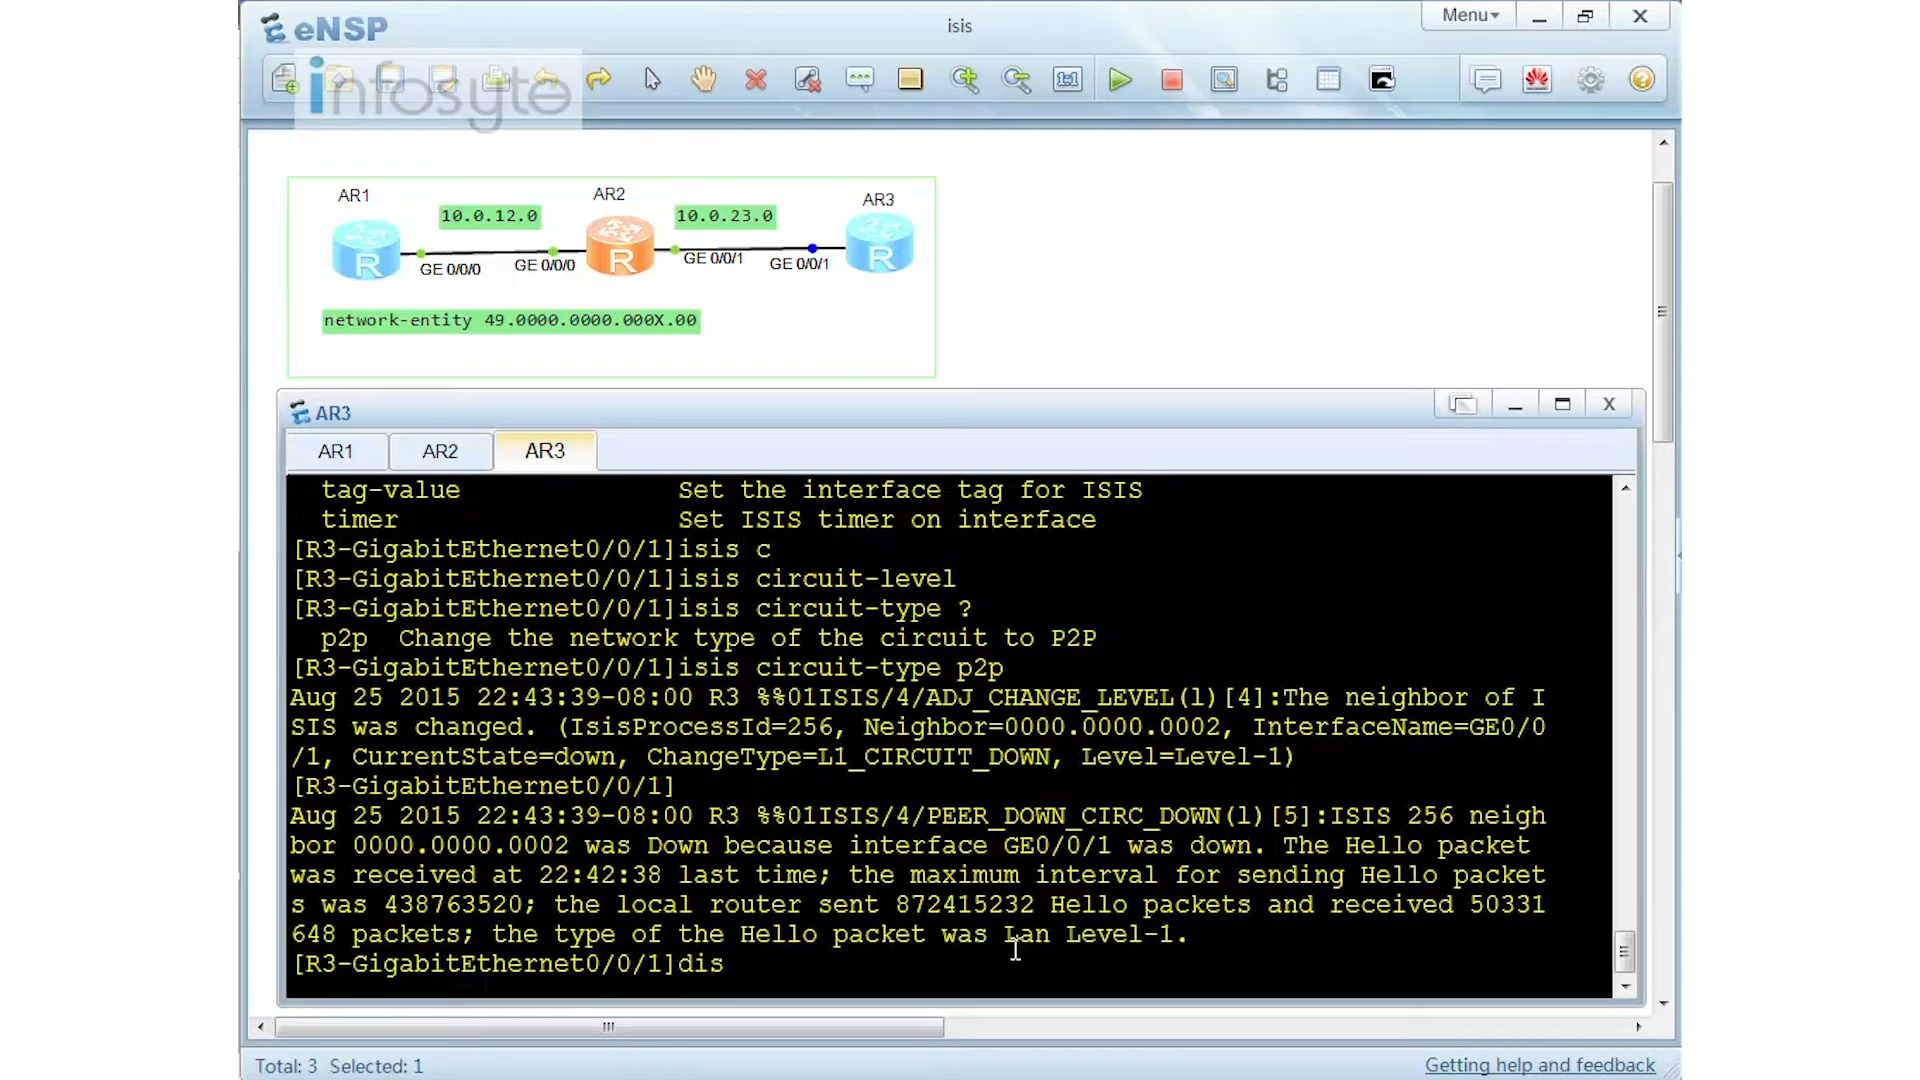 eNSP
isis
Menu
infosyte
1:1
AR1
AR2
AR3
10.0.12.0
10.0.23.0
R
R
R
GE 0/0/0
GE 0/0/0
GE 0/0/1
GE 0/0/1
network-entity 49.0000.0000.000X.00
AR3
AR1
AR2
AR3
tag-value Set the interface tag for ISIS
timer Set ISIS timer on interface
[R3-GigabitEthernet0/0/1]isis c
[R3-GigabitEthernet0/0/1]isis circuit-level
[R3-GigabitEthernet0/0/1]isis circuit-type ?
p2p Change the network type of the circuit to P2P
[R3-GigabitEthernet0/0/1]isis circuit-type p2p
Aug 25 2015 22:43:39-08:00 R3 %%01ISIS/4/ADJ_CHANGE_LEVEL(l)[4]:The neighbor of I
SIS was changed. (IsisProcessId=256, Neighbor=0000.0000.0002, InterfaceName=GE0/0
/1, CurrentState=down, ChangeType=L1_CIRCUIT_DOWN, Level=Level-1)
[R3-GigabitEthernet0/0/1]
Aug 25 2015 22:43:39-08:00 R3 %%01ISIS/4/PEER_DOWN_CIRC_DOWN(l)[5]:ISIS 256 neigh
bor 0000.0000.0002 was Down because interface GE0/0/1 was down. The Hello packet
was received at 22:42:38 last time; the maximum interval for sending Hello packet
s was 438763520; the local router sent 872415232 Hello packets and received 50331
648 packets; the type of the Hello packet was Lan Level-1.
[R3-GigabitEthernet0/0/1]dis
Total: 3 Selected: 1
Getting help and feedback